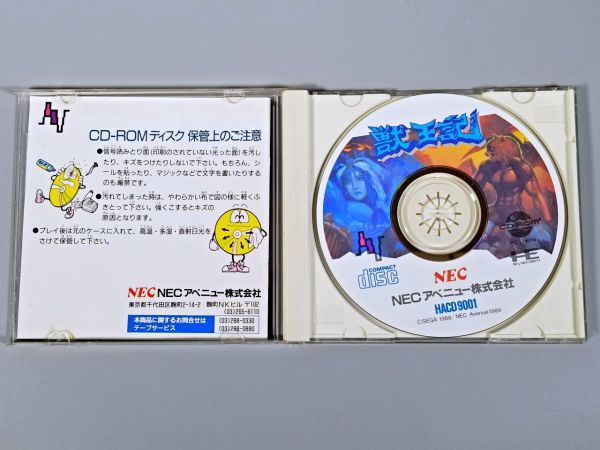 CD-ROMディスク 保管上のご注意
●信号読みとり面(印刷のされていない光った面)を汚し
たり、キズをつけたりしないで下さい。もちろん、シ
ールを貼ったり、マジックなどで文字を書いたりする
のも厳禁です。
●汚れてしまった時は、やわらかい布で図の様に軽くふ
きとって下さい。強くこするとキズの
原因となります。
●プレイ後は元のケースに入れて、高温・多湿・直射日光を
さけて保管して下さい。
NEC NECアベニュー株式会社
東京都千代田区麹町2-14-2 麹町NKビル 〒102
(03)265-6110
本商品に関するお問合せは
テープサービス
(03)288-0330
(03)288-0880
獣王記
CD-ROM
PC Engine
HE
system
COMPACT
disc
NEC
NECアベニュー株式会社
HACD9001
©SEGA 1988/NEC Avenue 1989